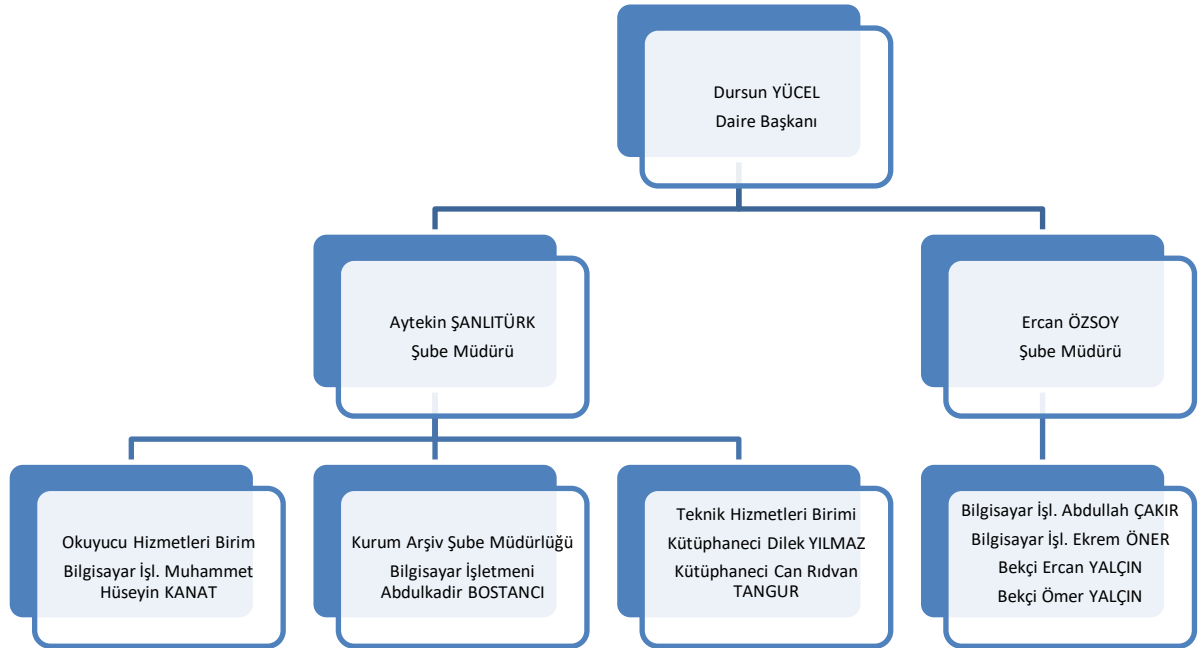 Dursun YÜCEL
Daire Başkanı
Aytekin ŞANLITÜRK
Şube Müdürü
Ercan ÖZSOY
Şube Müdürü
Okuyucu Hizmetleri Birim
Bilgisayar İşl. Muhammet
Hüseyin KANAT
Kurum Arşiv Şube Müdürlüğü
Bilgisayar İşletmeni
Abdulkadir BOSTANCI
Teknik Hizmetleri Birimi
Kütüphaneci Dilek YILMAZ
Kütüphaneci Can Rıdvan
TANGUR
Bilgisayar İşl. Abdullah ÇAKIR
Bilgisayar İşl. Ekrem ÖNER
Bekçi Ercan YALÇIN
Bekçi Ömer YALÇIN